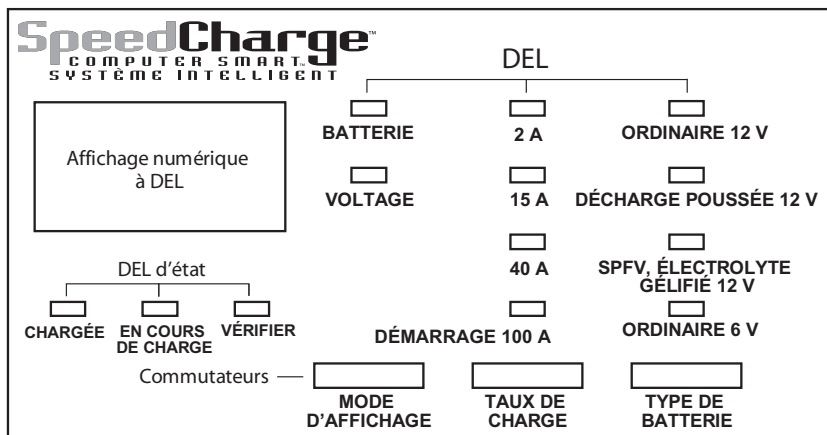 SpeedCharge™
COMPUTER SMART™
SYSTÈME INTELLIGENT
DEL
Affichage numérique
à DEL
BATTERIE
VOLTAGE
2 A
15 A
40 A
DÉMARRAGE 100 A
ORDINAIRE 12 V
DÉCHARGE POUSSÉE 12 V
SPFV, ÉLECTROLYTE
GÉLIFIÉ 12 V
ORDINAIRE 6 V
DEL d’état
CHARGÉE
EN COURS
DE CHARGE
VÉRIFIER
Commutateurs
MODE
D’AFFICHAGE
TAUX DE
CHARGE
TYPE DE
BATTERIE